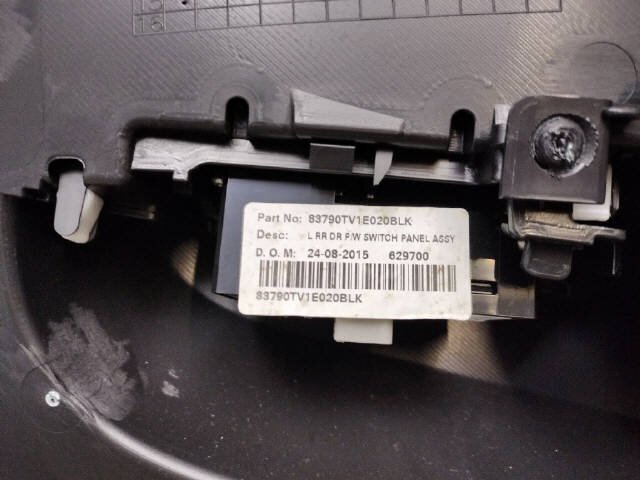 Part No: 83790TV1E020BLK
Desc: L RR DR P/W SWITCH PANEL ASSY
D. O. M: 24-08-2015 629700
83790TV1E020BLK